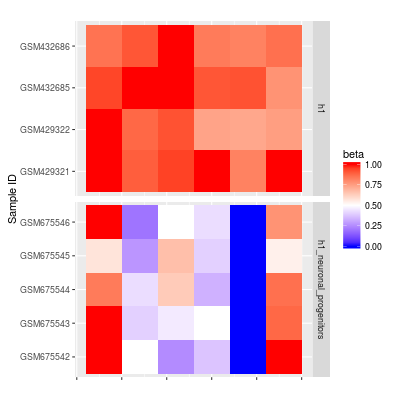 Sample ID
GSM432686
GSM432685
GSM429322
GSM429321
h1
GSM675546
GSM675545
GSM675544
GSM675543
GSM675542
h1_neuronal_progenitors
beta
1.00
0.75
0.50
0.25
0.00